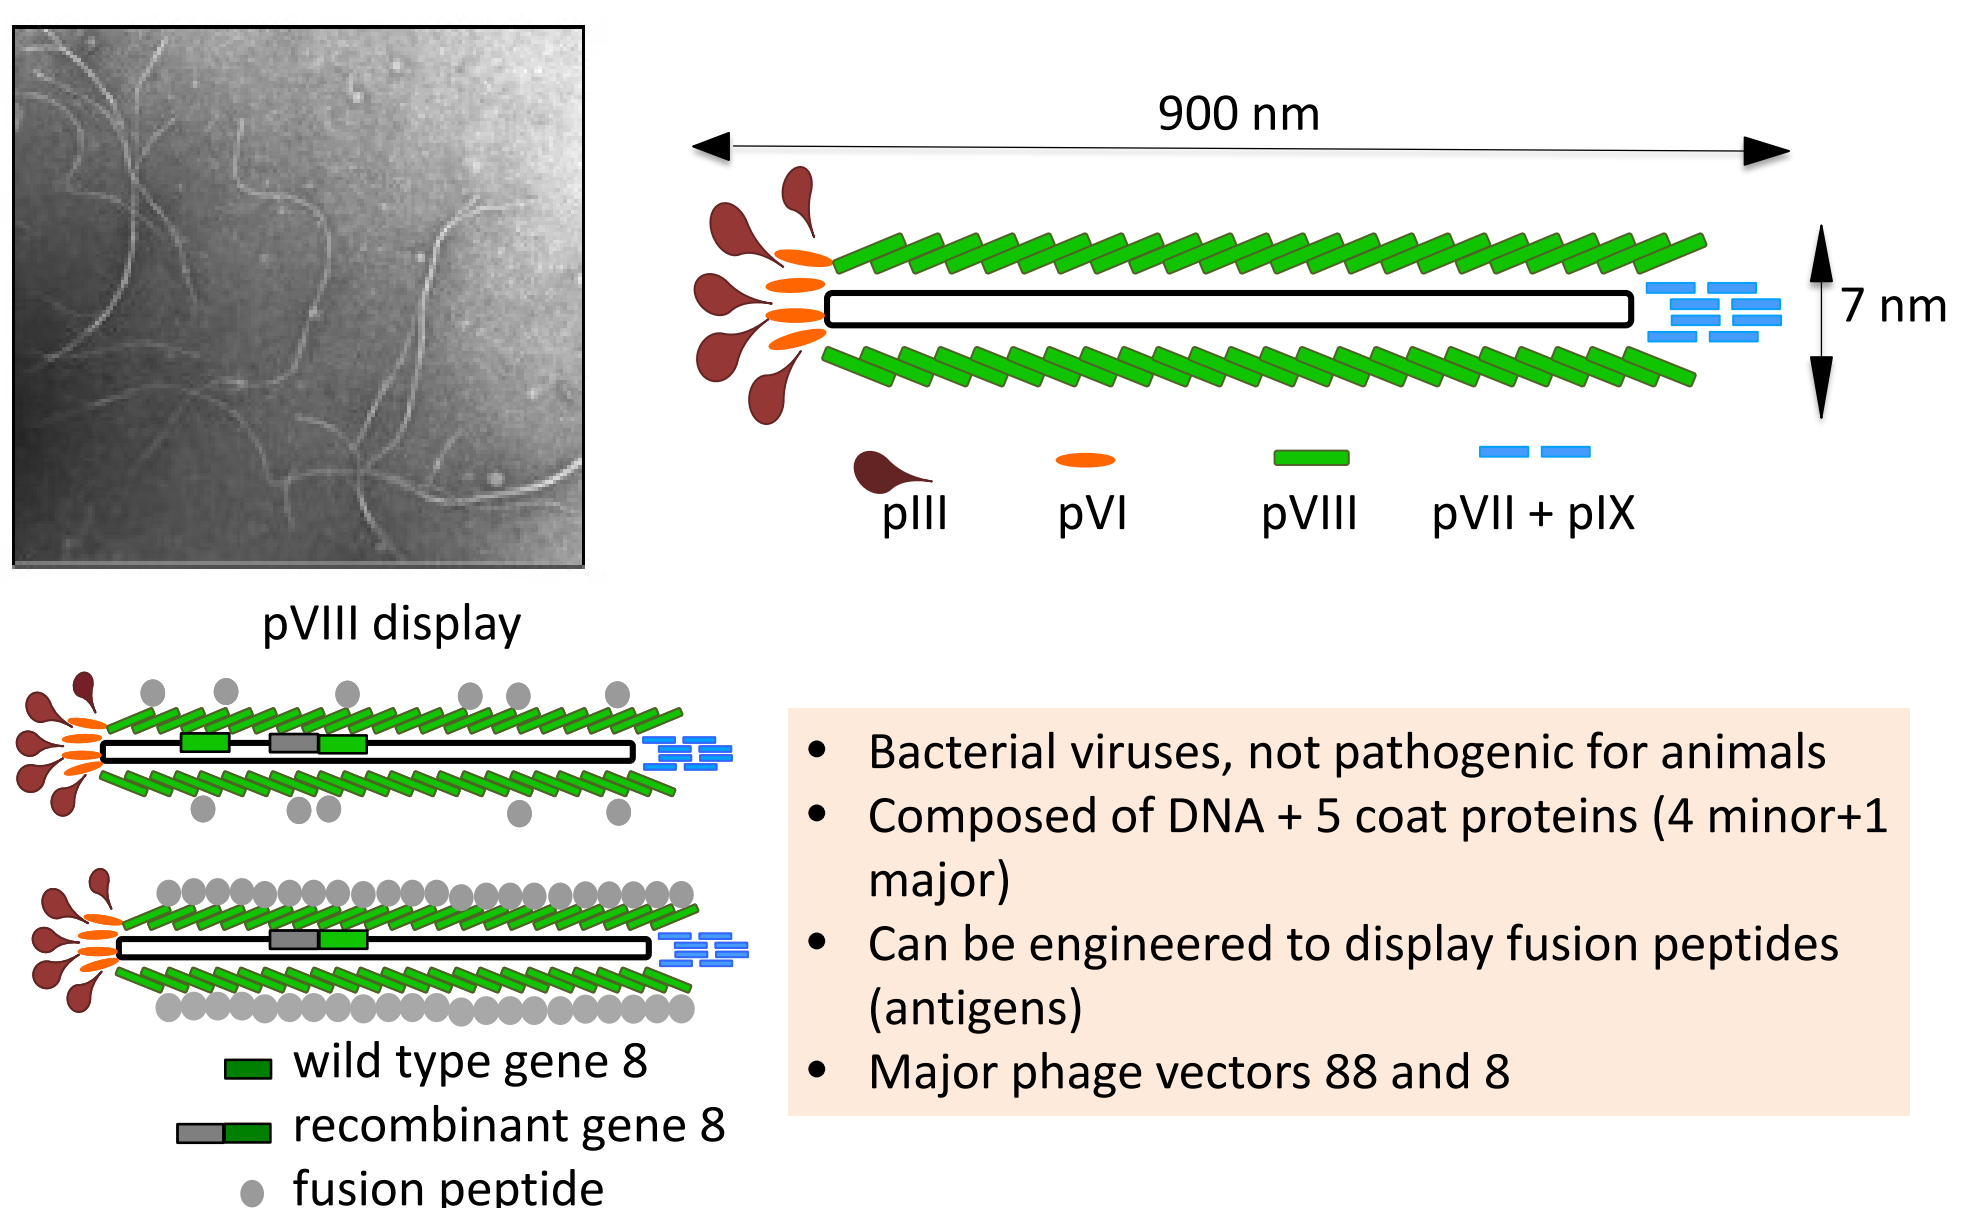 900 nm
7 nm
pIII
pVI
pVIII
pVII + pIX
pVIII display
wild type gene 8
recombinant gene 8
fusion peptide
• Bacterial viruses, not pathogenic for animals
• Composed of DNA + 5 coat proteins (4 minor+1
major)
• Can be engineered to display fusion peptides
(antigens)
• Major phage vectors 88 and 8